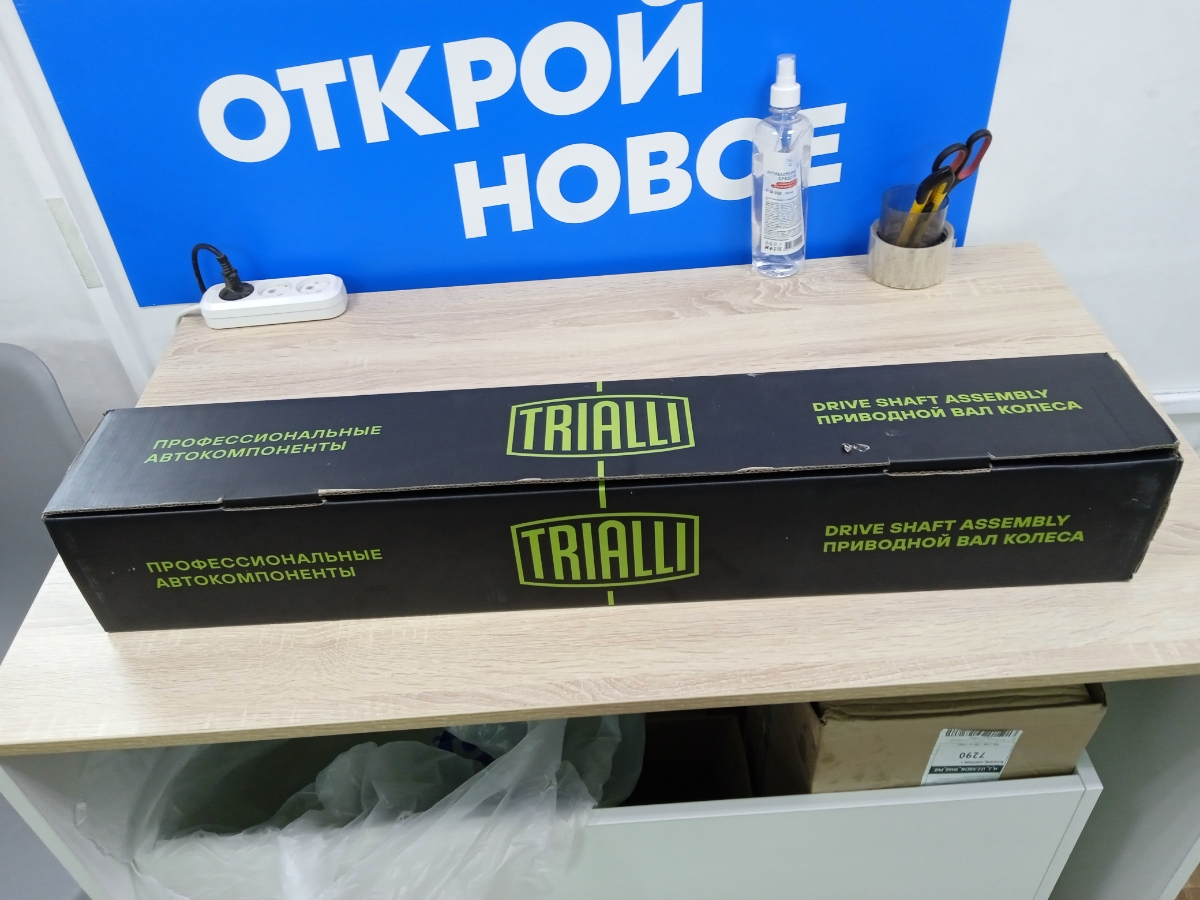 ОТКРОЙ
НОВОЕ
ПРОФЕССИОНАЛЬНЫЕ
АВТОКОМПОНЕНТЫ
TRIALLI
DRIVE SHAFT ASSEMBLY
ПРИВОДНОЙ ВАЛ КОЛЕСА
ПРОФЕССИОНАЛЬНЫЕ
АВТОКОМПОНЕНТЫ
TRIALLI
DRIVE SHAFT ASSEMBLY
ПРИВОДНОЙ ВАЛ КОЛЕСА
7290